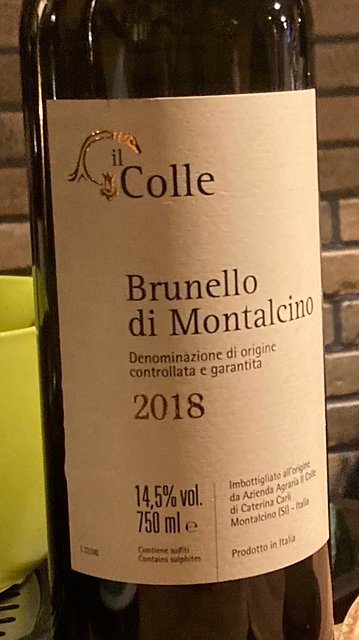 il
Colle
Brunello
di Montalcino
Denominazione di origine
controllata e garantita
2018
14,5% vol.
750 ml e
Contiene solfiti
Contains sulphites
Imbottigliato all'origine
da Azienda Agraria Il Colle
di Caterina Carli
Montalcino (SI) - Italia
Prodotto in Italia